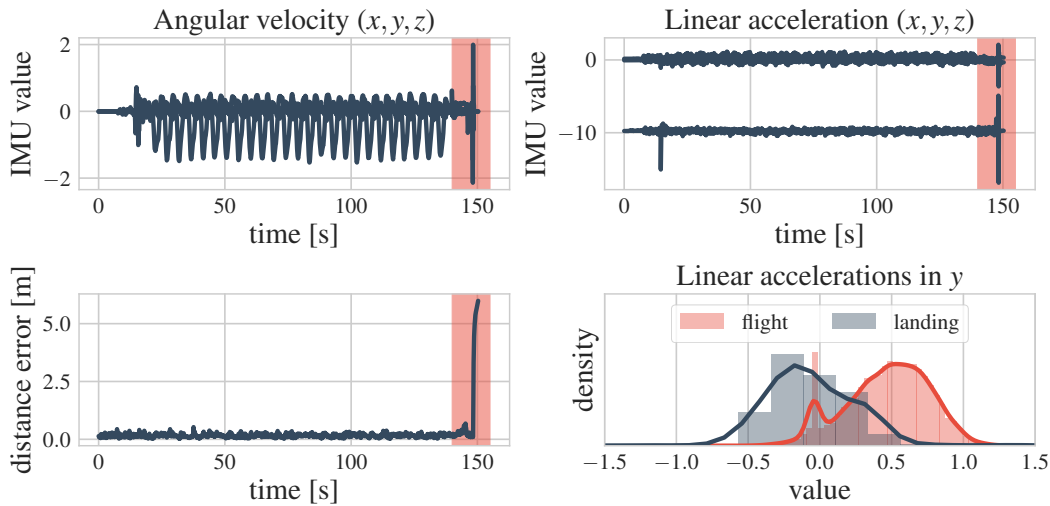 Angular velocity (x, y, z)
IMU value
2
0
−2
0
50
100
150
time [s]
Linear acceleration (x, y, z)
IMU value
0
−10
0
50
100
150
time [s]
distance error [m]
5.0
2.5
0.0
0
50
100
150
time [s]
Linear accelerations in y
density
flight
landing
−1.5
−1.0
−0.5
0.0
0.5
1.0
1.5
value